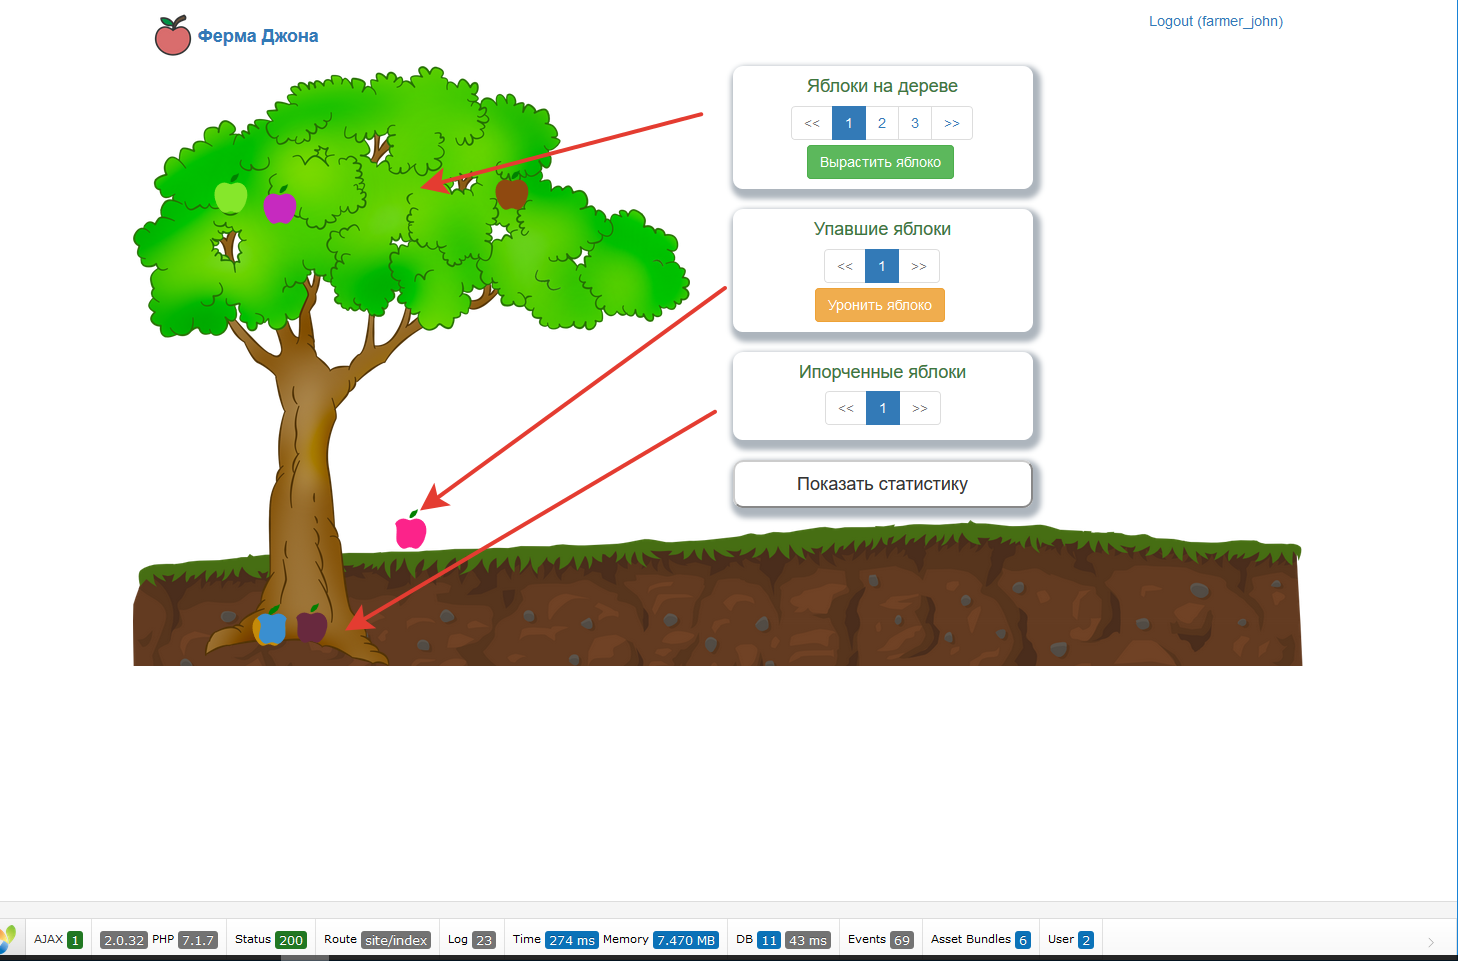 Ферма Джона
Logout (farmer_john)
Яблоки на дереве
<< 1 2 3 >>
Вырастить яблоко
Упавшие яблоки
<< 1 >>
Уронить яблоко
Ипорченные яблоки
<< 1 >>
Показать статистику
AJAX 1 2.0.32 PHP 7.1.7 Status 200 Route site/index Log 23 Time 274 ms Memory 7.470 MB DB 11 43 ms Events 69 Asset Bundles 6 User 2